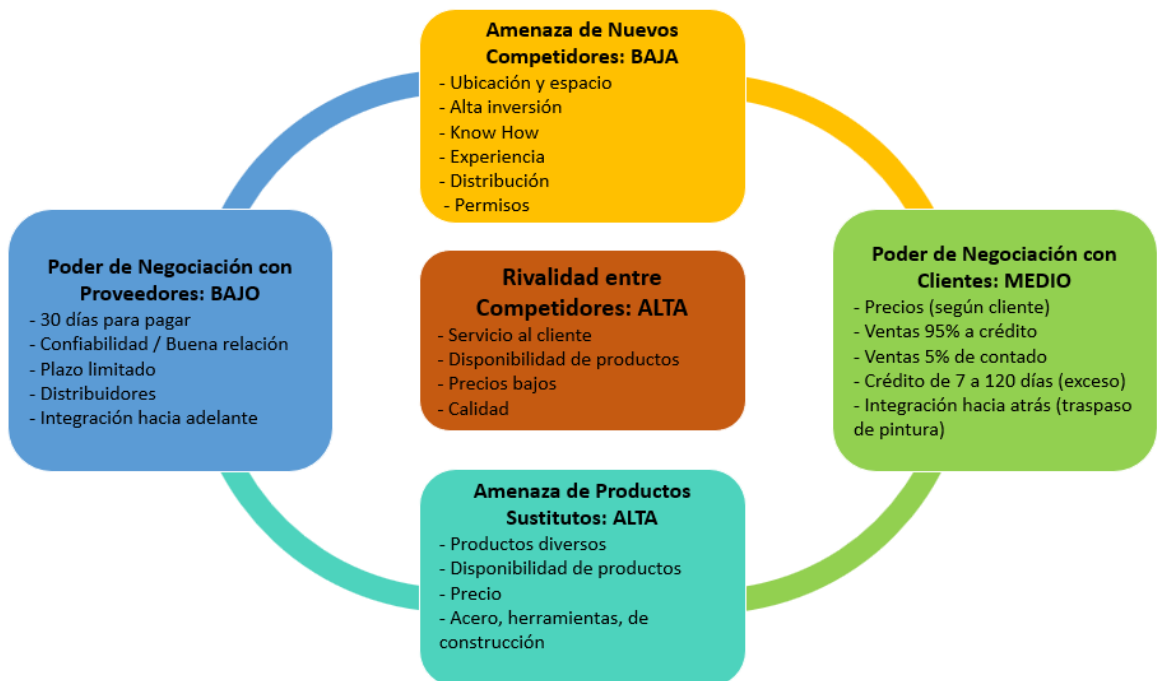 Amenaza de Nuevos
Competidores: BAJA
- Ubicación y espacio
- Alta inversión
- Know How
- Experiencia
- Distribución
- Permisos
Poder de Negociación con
Proveedores: BAJO
- 30 días para pagar
- Confiabilidad / Buena relación
- Plazo limitado
- Distribuidores
- Integración hacia adelante
Rivalidad entre
Competidores: ALTA
- Servicio al cliente
- Disponibilidad de productos
- Precios bajos
- Calidad
Poder de Negociación con
Clientes: MEDIO
- Precios (según cliente)
- Ventas 95% a crédito
- Ventas 5% de contado
- Crédito de 7 a 120 días (exceso)
- Integración hacia atrás (traspaso
de pintura)
Amenaza de Productos
Sustitutos: ALTA
- Productos diversos
- Disponibilidad de productos
- Precio
- Acero, herramientas, de
construcción